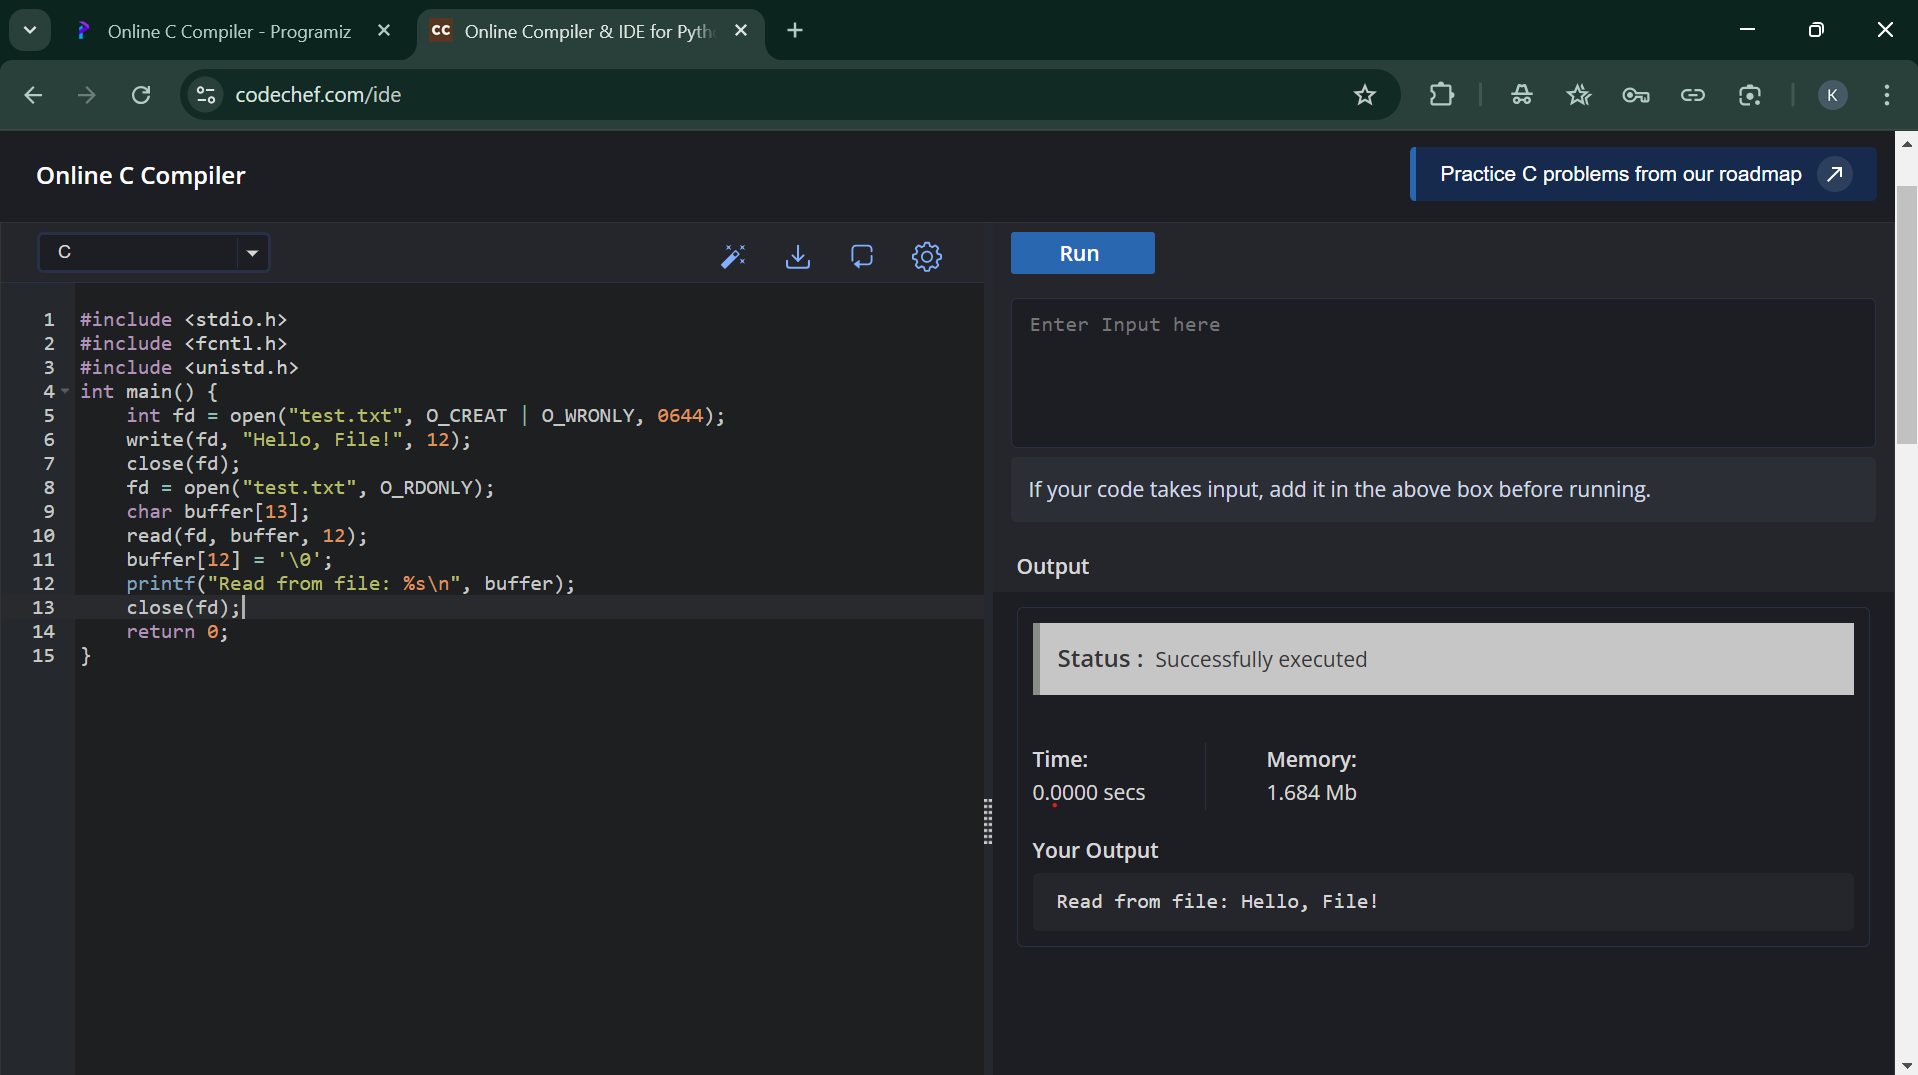 Online C Compiler - Programiz
CC Online Compiler & IDE for Pyth
codechef.com/ide
K
Online C Compiler
Practice C problems from our roadmap
C
Run
1 #include <stdio.h>
2 #include <fcntl.h>
3 #include <unistd.h>
4 int main() {
5     int fd = open("test.txt", O_CREAT | O_WRONLY, 0644);
6     write(fd, "Hello, File!", 12);
7     close(fd);
8     fd = open("test.txt", O_RDONLY);
9     char buffer[13];
10     read(fd, buffer, 12);
11     buffer[12] = '\0';
12     printf("Read from file: %s\n", buffer);
13     close(fd);
14     return 0;
15 }
Enter Input here
If your code takes input, add it in the above box before running.
Output
Status : Successfully executed
Time: Memory:
0.0000 secs 1.684 Mb
Your Output
Read from file: Hello, File!